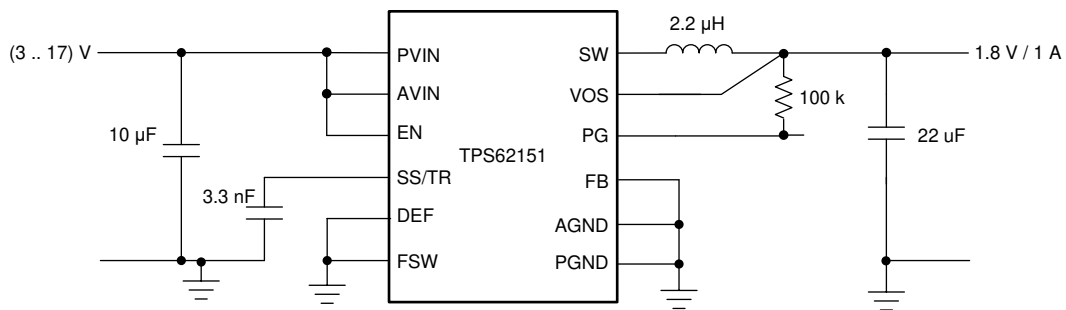 (3 .. 17) V
10 µF
3.3 nF
PVIN
AVIN
EN
SS/TR
DEF
FSW
TPS62151
SW
VOS
PG
FB
AGND
PGND
2.2 µH
100 k
1.8 V / 1 A
22 uF